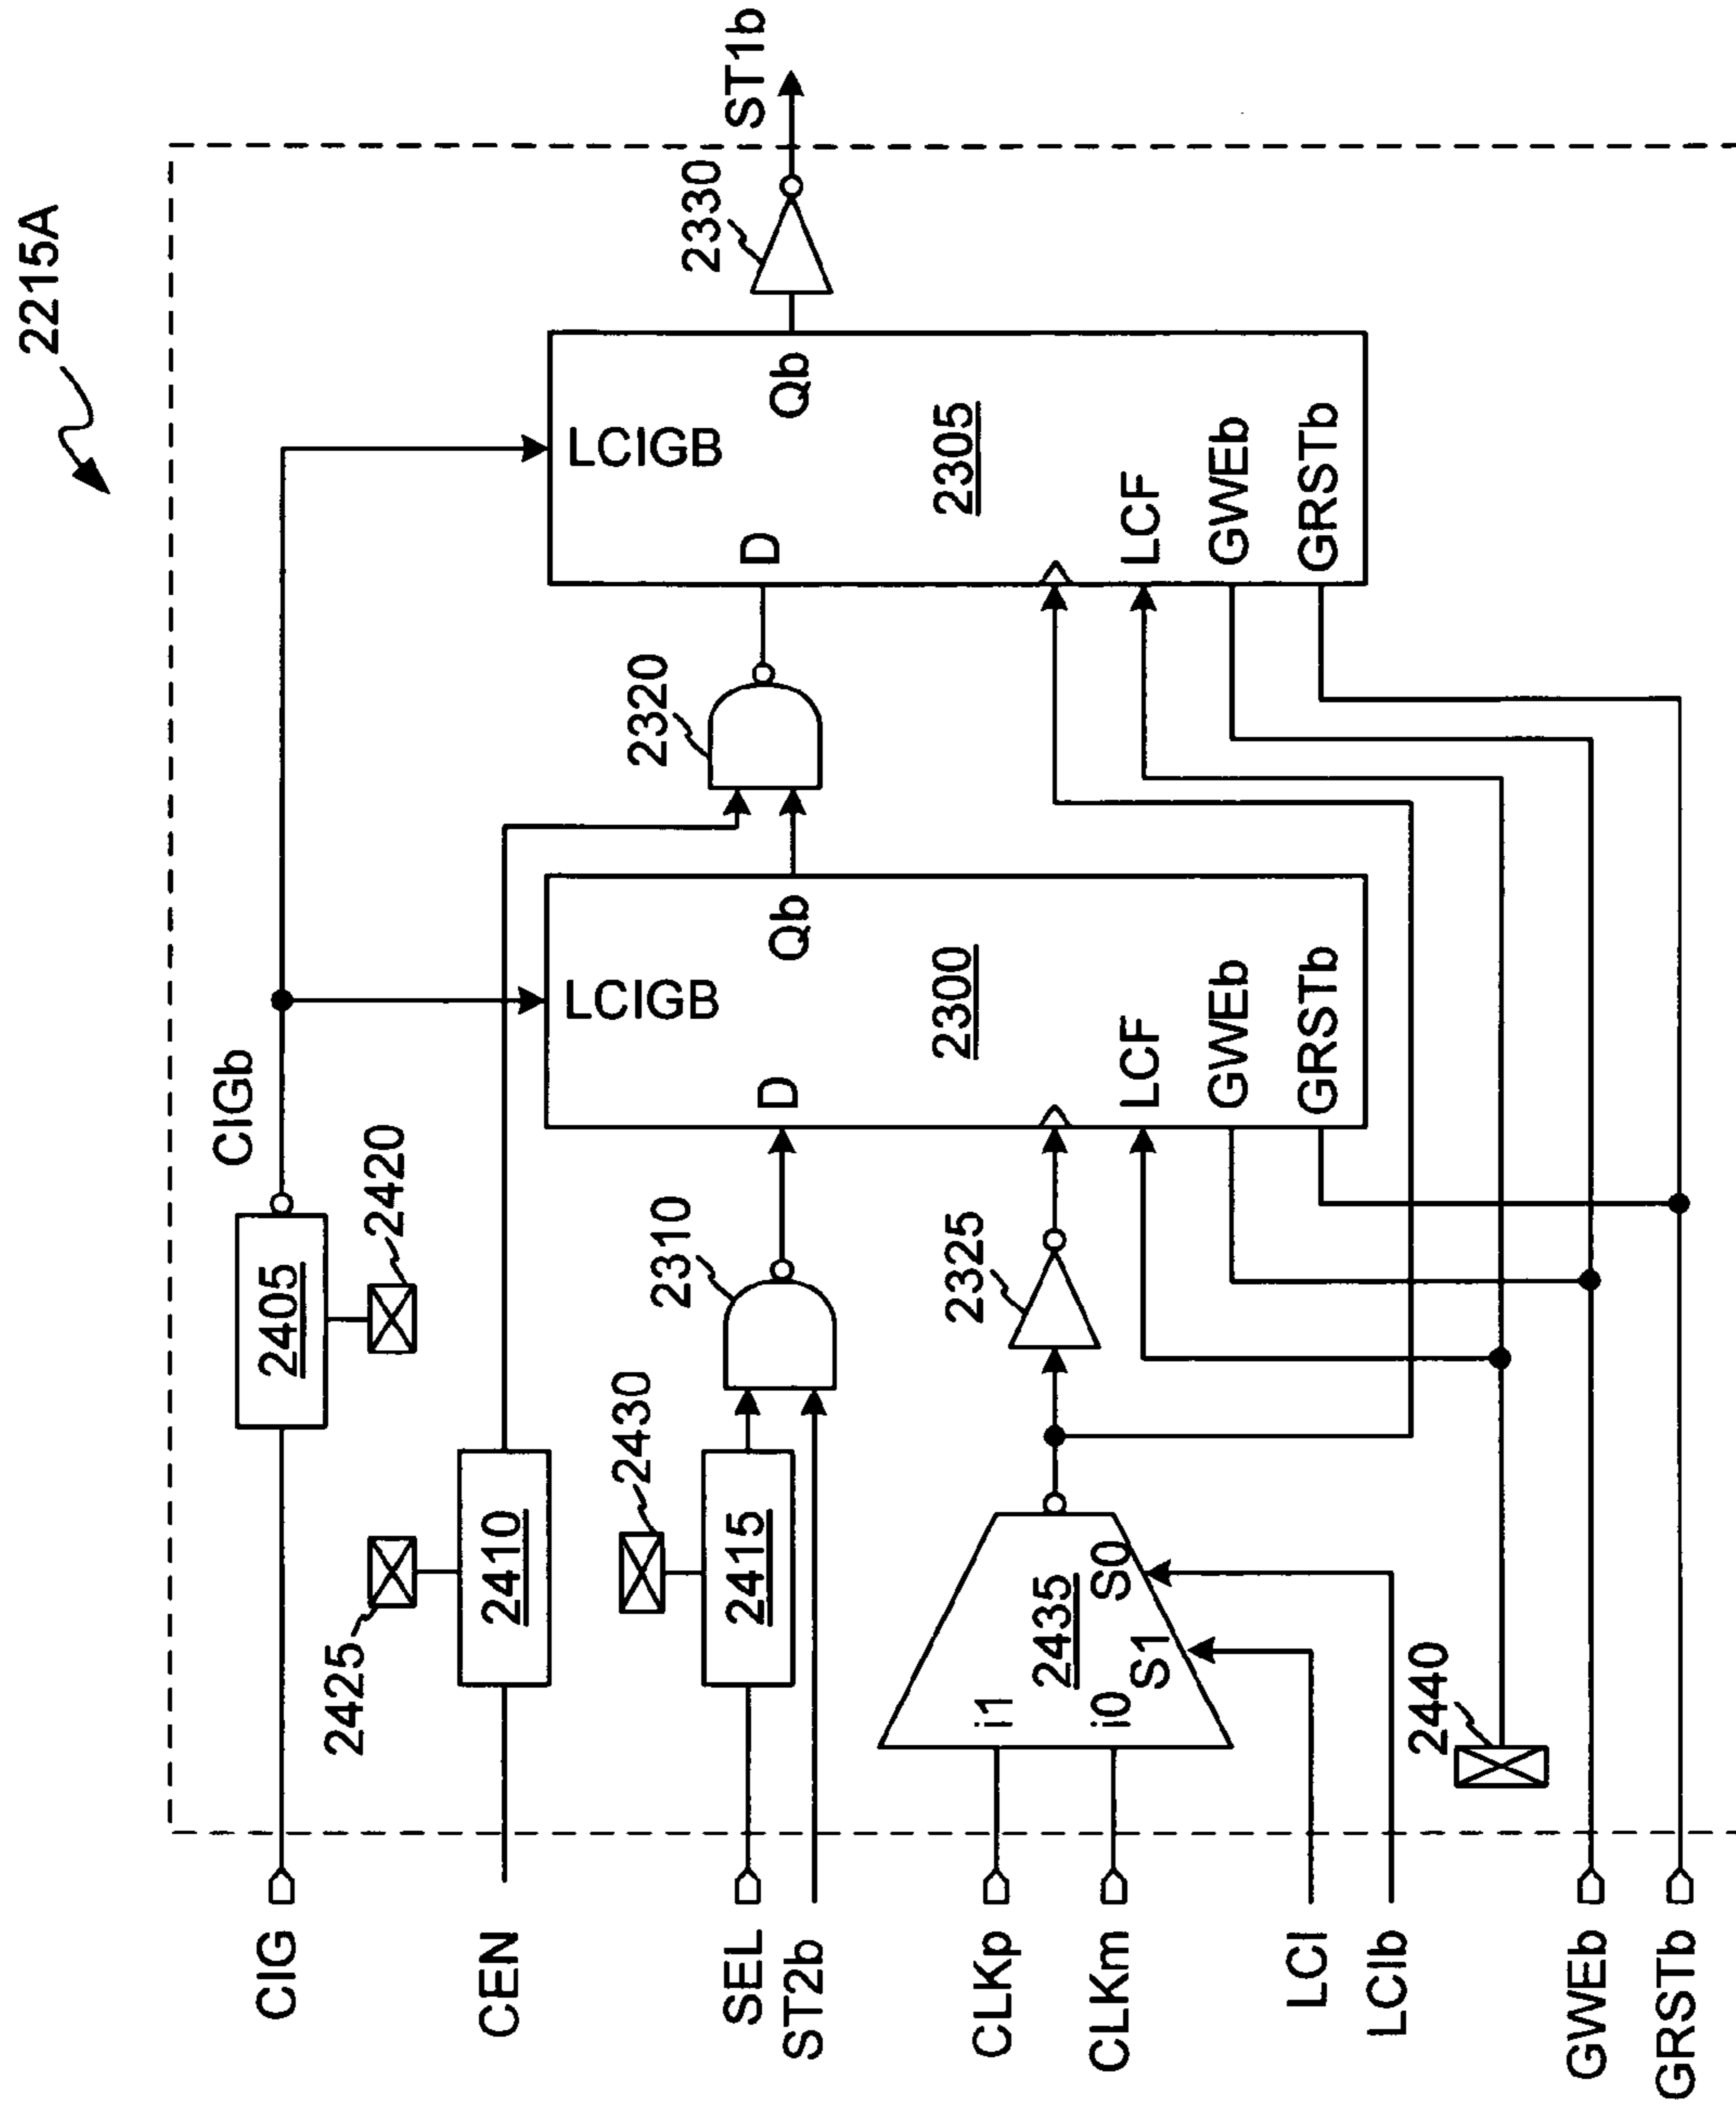 2215A
CIG
2405
2420
CIGb
CEN
2425
2410
SEL
2430
2415
ST2b
2310
D
LCIGB
Qb
2300
LCF
GWEb
GRSTb
2320
D
LCIGB
Qb
2305
LCF
GWEb
GRSTb
2330
ST1b
CLKp
CLKm
i1
i0
2435
S1
S0
2325
LCI
LCIb
2440
GWEb
GRSTb